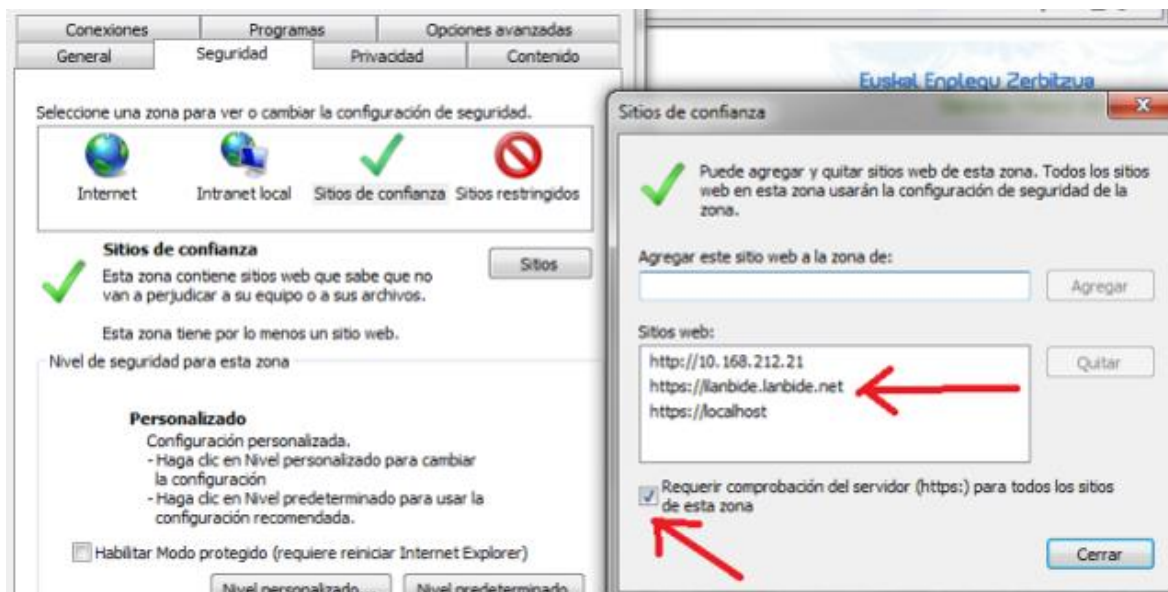 Conexiones Programas Opciones avanzadas
General Seguridad Privacidad Contenido
Seleccione una zona para ver o cambiar la configuración de seguridad.
Internet Intranet local Sitios de confianza Sitios restringidos
Sitios de confianza
Esta zona contiene sitios web que sabe que no
van a perjudicar a su equipo o a sus archivos.
Sitios
Esta zona tiene por lo menos un sitio web.
Nivel de seguridad para esta zona
Personalizado
Configuración personalizada.
- Haga clic en Nivel personalizado para cambiar
la configuración
- Haga clic en Nivel predeterminado para usar la
configuración recomendada.
Habilitar Modo protegido (requiere reiniciar Internet Explorer)
Nivel personalizado... Nivel predeterminado
Euskal Enplegu Zerbitzua
Sitios de confianza
Puede agregar y quitar sitios web de esta zona. Todos los sitios
web en esta zona usarán la configuración de seguridad de la
zona.
Agregar este sitio web a la zona de:
Agregar
Sitios web:
http://10.168.212.21
https://ilanbide.lanbide.net
https://localhost
Quitar
Requerir comprobación del servidor (https:) para todos los sitios
de esta zona
Cerrar